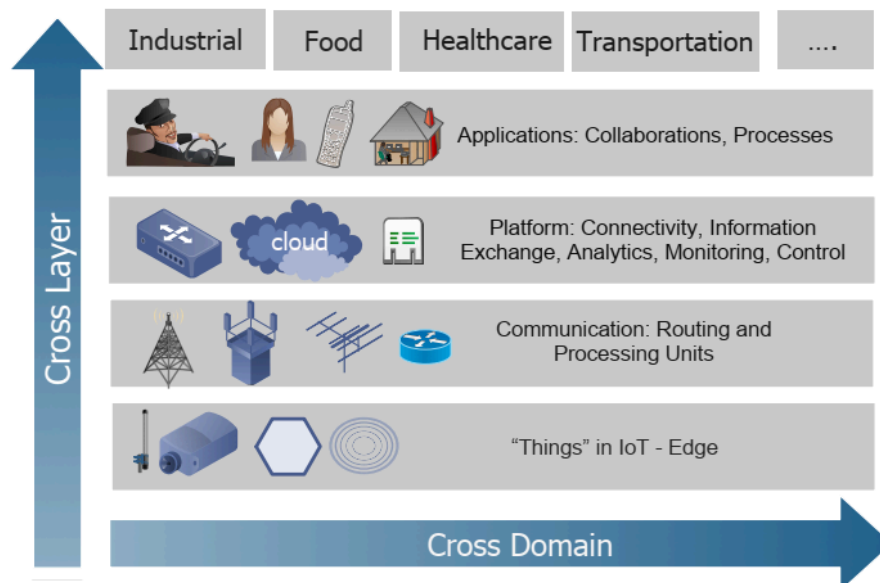 Industrial
Food
Healthcare
Transportation
....
Applications: Collaborations, Processes
cloud
Platform: Connectivity, Information
Exchange, Analytics, Monitoring, Control
Communication: Routing and
Processing Units
“Things” in IoT - Edge
Cross Layer
Cross Domain